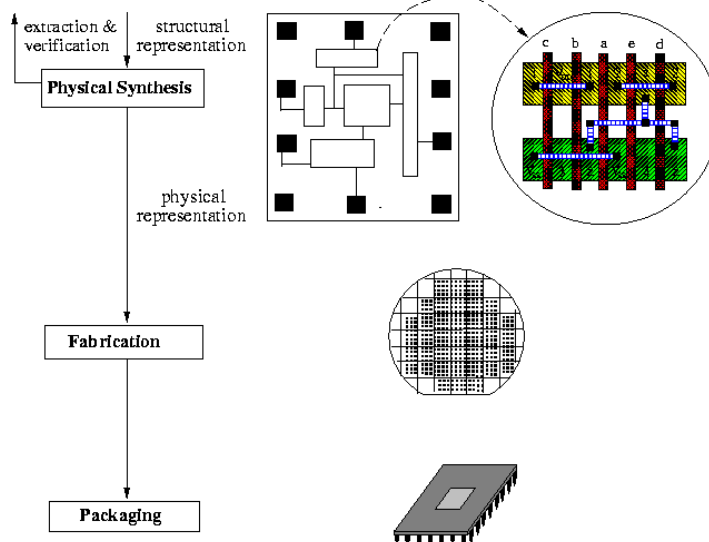 extraction &
verification
structural
representation
Physical Synthesis
c b a e d
physical
representation
Fabrication
Packaging